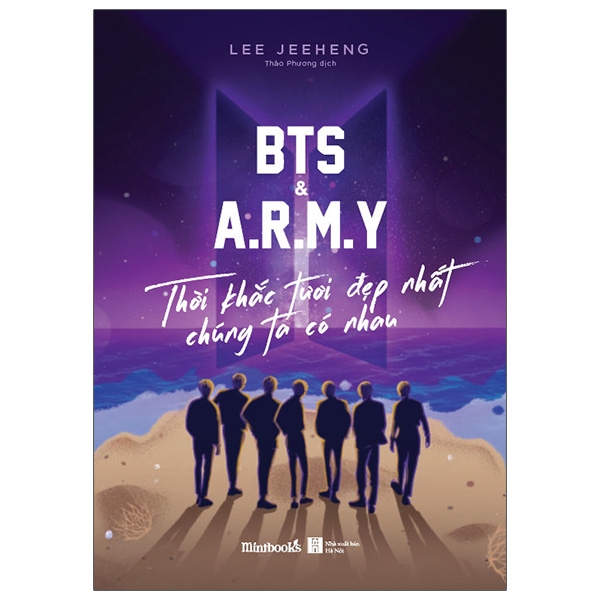 LEE JEEHENG
Thảo Phương dịch
BTS
&
A.R.M.Y
Thời khắc tươi đẹp nhất
chúng ta có nhau
mintbooks
Nhà xuất bản
Hà Nội